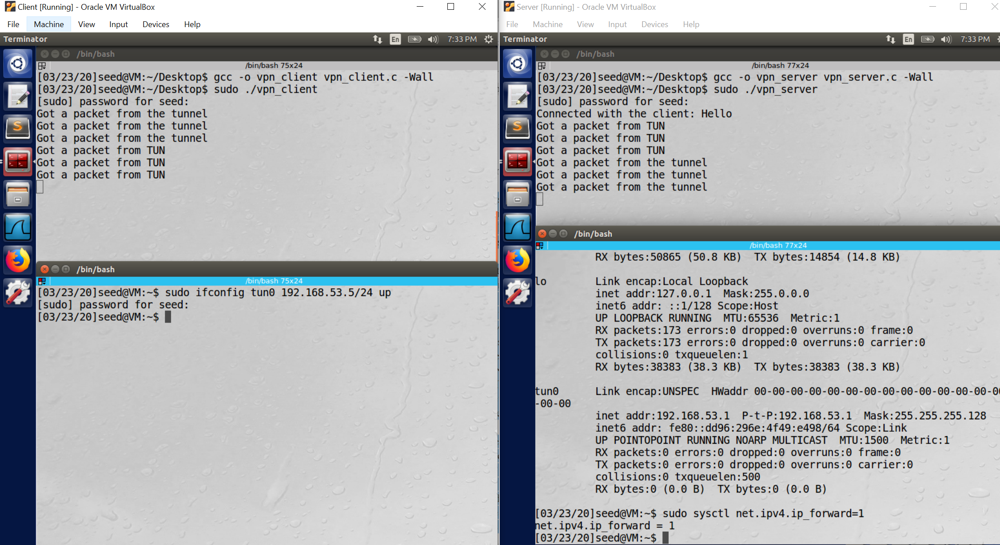 Client [Running] - Oracle VM VirtualBox
File Machine View Input Devices Help
Terminator En 7:33 PM
/bin/bash
/bin/bash 75x24
[03/23/20]seed@VM:~/Desktop$ gcc -o vpn_client vpn_client.c -Wall
[03/23/20]seed@VM:~/Desktop$ sudo ./vpn_client
[sudo] password for seed:
Got a packet from the tunnel
Got a packet from the tunnel
Got a packet from the tunnel
Got a packet from TUN
Got a packet from TUN
Got a packet from TUN
/bin/bash
/bin/bash 75x24
[03/23/20]seed@VM:~$ sudo ifconfig tun0 192.168.53.5/24 up
[sudo] password for seed:
[03/23/20]seed@VM:~$
Server [Running] - Oracle VM VirtualBox
File Machine View Input Devices Help
Terminator En 7:33 PM
/bin/bash
/bin/bash 77x24
[03/23/20]seed@VM:~/Desktop$ gcc -o vpn_server vpn_server.c -Wall
[03/23/20]seed@VM:~/Desktop$ sudo ./vpn_server
[sudo] password for seed:
Connected with the client: Hello
Got a packet from TUN
Got a packet from TUN
Got a packet from TUN
Got a packet from the tunnel
Got a packet from the tunnel
Got a packet from the tunnel
/bin/bash
/bin/bash 77x24
RX bytes:50865 (50.8 KB)  TX bytes:14854 (14.8 KB)
lo Link encap:Local Loopback
inet addr:127.0.0.1  Mask:255.0.0.0
inet6 addr: ::1/128 Scope:Host
UP LOOPBACK RUNNING  MTU:65536  Metric:1
RX packets:173 errors:0 dropped:0 overruns:0 frame:0
TX packets:173 errors:0 dropped:0 overruns:0 carrier:0
collisions:0 txqueuelen:1
RX bytes:38383 (38.3 KB)  TX bytes:38383 (38.3 KB)
tun0 Link encap:UNSPEC  HWaddr 00-00-00-00-00-00-00-00-00-00-00-00-00-00
-00-00
inet addr:192.168.53.1  P-t-P:192.168.53.1  Mask:255.255.255.128
inet6 addr: fe80::dd96:296e:4f49:e498/64 Scope:Link
UP POINTOPOINT RUNNING NOARP MULTICAST  MTU:1500  Metric:1
RX packets:0 errors:0 dropped:0 overruns:0 frame:0
TX packets:0 errors:0 dropped:0 overruns:0 carrier:0
collisions:0 txqueuelen:500
RX bytes:0 (0.0 B)  TX bytes:0 (0.0 B)
[03/23/20]seed@VM:~$ sudo sysctl net.ipv4.ip_forward=1
net.ipv4.ip_forward = 1
[03/23/20]seed@VM:~$